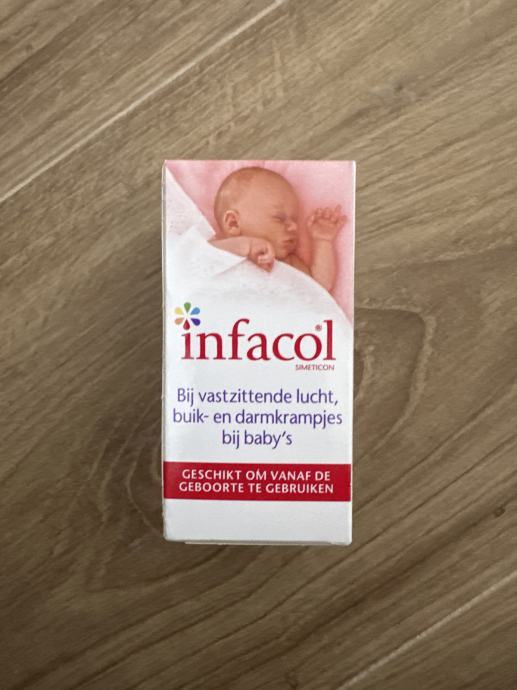 infacol®
SIMETICON
Bij vastzittende lucht,
buik- en darmkrampjes
bij baby's
GESCHIKT OM VANAF DE
GEBOORTE TE GEBRUIKEN